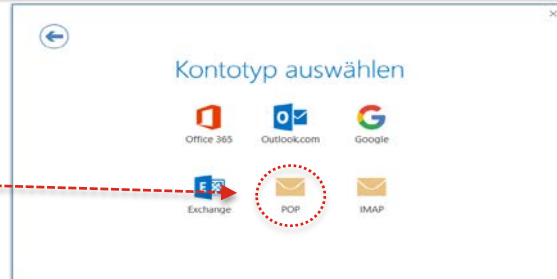 Kontotyp auswählen
Office 365
Outlook.com
Google
Exchange
POP
IMAP